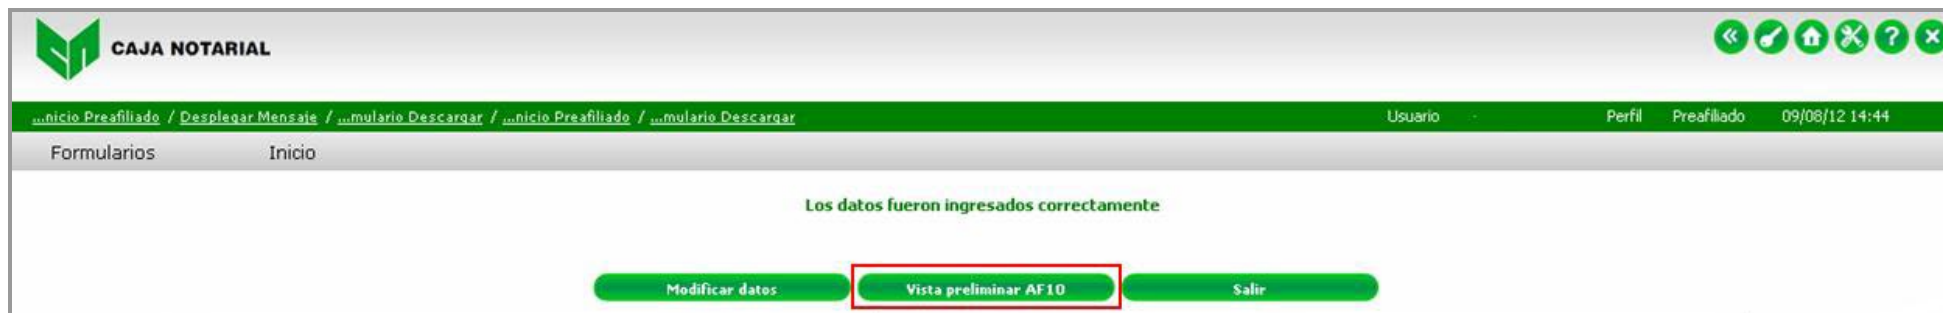 CAJA NOTARIAL
...nicio Preafiliado / Desplegar Mensaje / ...mulario Descargar / ...nicio Preafiliado / ...mulario Descargar Usuario Perfil Preafiliado 09/08/12 14:44
Formularios Inicio
Los datos fueron ingresados correctamente
Modificar datos Vista preliminar AF10 Salir